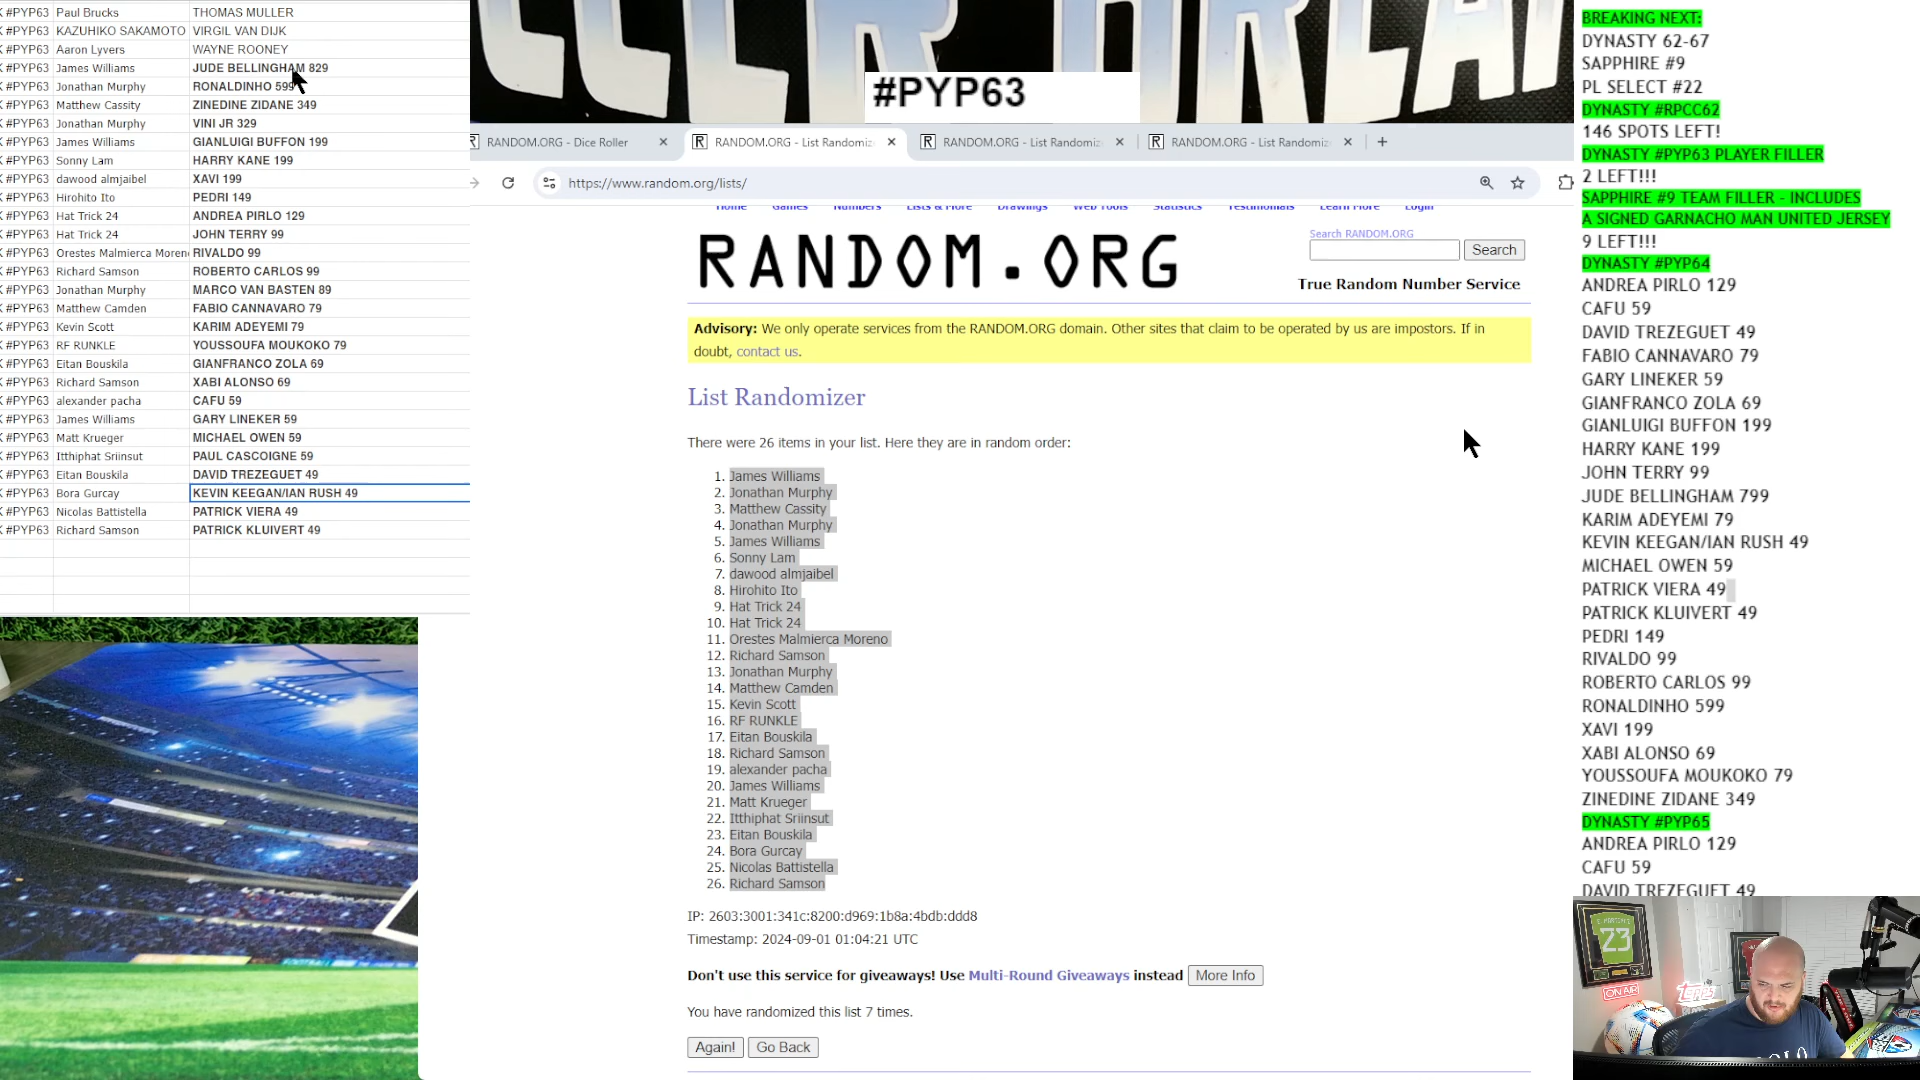 #PYP63 Paul Brucks THOMAS MULLER
#PYP63 KAZUHIKO SAKAMOTO VIRGIL VAN DIJK
#PYP63 Aaron Lyvers WAYNE ROONEY
#PYP63 James Williams JUDE BELLINGHAM 829
#PYP63 Jonathan Murphy RONALDINHO 599
#PYP63 Matthew Cassity ZINEDINE ZIDANE 349
#PYP63 Jonathan Murphy VINI JR 329
#PYP63 James Williams GIANLUIGI BUFFON 199
#PYP63 Sonny Lam HARRY KANE 199
#PYP63 dawood almjaibel XAVI 199
#PYP63 Hirohito Ito PEDRI 149
#PYP63 Hat Trick 24 ANDREA PIRLO 129
#PYP63 Hat Trick 24 JOHN TERRY 99
#PYP63 Orestes Malmierca Moren RIVALDO 99
#PYP63 Richard Samson ROBERTO CARLOS 99
#PYP63 Jonathan Murphy MARCO VAN BASTEN 89
#PYP63 Matthew Camden FABIO CANNAVARO 79
#PYP63 Kevin Scott KARIM ADEYEMI 79
#PYP63 RF RUNKLE YOUSSOUFA MOUKOKO 79
#PYP63 Eitan Bouskila GIANFRANCO ZOLA 69
#PYP63 Richard Samson XABI ALONSO 69
#PYP63 alexander pacha CAFU 59
#PYP63 James Williams GARY LINEKER 59
#PYP63 Matt Krueger MICHAEL OWEN 59
#PYP63 Itthiphat Sriinsut PAUL CASCOIGNE 59
#PYP63 Eitan Bouskila DAVID TREZEGUET 49
#PYP63 Bora Gurcay KEVIN KEEGAN/IAN RUSH 49
#PYP63 Nicolas Battistella PATRICK VIERA 49
#PYP63 Richard Samson PATRICK KLUIVERT 49
#PYP63
RANDOM.ORG - Dice Roller
RANDOM.ORG - List Randomiz
RANDOM.ORG - List Randomiz
RANDOM.ORG - List Randomiz
https://www.random.org/lists/
Home Games Numbers Lists & More Drawings Web Tools Statistics Testimonials Learn More Login
RANDOM.ORG
Search RANDOM.ORG
Search
True Random Number Service
Advisory: We only operate services from the RANDOM.ORG domain. Other sites that claim to be operated by us are impostors. If in
doubt, contact us.
List Randomizer
There were 26 items in your list. Here they are in random order:
1. James Williams
2. Jonathan Murphy
3. Matthew Cassity
4. Jonathan Murphy
5. James Williams
6. Sonny Lam
7. dawood almjaibel
8. Hirohito Ito
9. Hat Trick 24
10. Hat Trick 24
11. Orestes Malmierca Moreno
12. Richard Samson
13. Jonathan Murphy
14. Matthew Camden
15. Kevin Scott
16. RF RUNKLE
17. Eitan Bouskila
18. Richard Samson
19. alexander pacha
20. James Williams
21. Matt Krueger
22. Itthiphat Sriinsut
23. Eitan Bouskila
24. Bora Gurcay
25. Nicolas Battistella
26. Richard Samson
IP: 2603:3001:341c:8200:d969:1b8a:4bdb:ddd8
Timestamp: 2024-09-01 01:04:21 UTC
Don't use this service for giveaways! Use Multi-Round Giveaways instead More Info
You have randomized this list 7 times.
Again! Go Back
BREAKING NEXT:
DYNASTY 62-67
SAPPHIRE #9
PL SELECT #22
DYNASTY #RPCC62
146 SPOTS LEFT!
DYNASTY #PYP63 PLAYER FILLER
2 LEFT!!!
SAPPHIRE #9 TEAM FILLER - INCLUDES
A SIGNED GARNACHO MAN UNITED JERSEY
9 LEFT!!!
DYNASTY #PYP64
ANDREA PIRLO 129
CAFU 59
DAVID TREZEGUET 49
FABIO CANNAVARO 79
GARY LINEKER 59
GIANFRANCO ZOLA 69
GIANLUIGI BUFFON 199
HARRY KANE 199
JOHN TERRY 99
JUDE BELLINGHAM 799
KARIM ADEYEMI 79
KEVIN KEEGAN/IAN RUSH 49
MICHAEL OWEN 59
PATRICK VIERA 49
PATRICK KLUIVERT 49
PEDRI 149
RIVALDO 99
ROBERTO CARLOS 99
RONALDINHO 599
XAVI 199
XABI ALONSO 69
YOUSSOUFA MOUKOKO 79
ZINEDINE ZIDANE 349
DYNASTY #PYP65
ANDREA PIRLO 129
CAFU 59
DAVID TREZEGUET 49
23
ON AIR
Topps